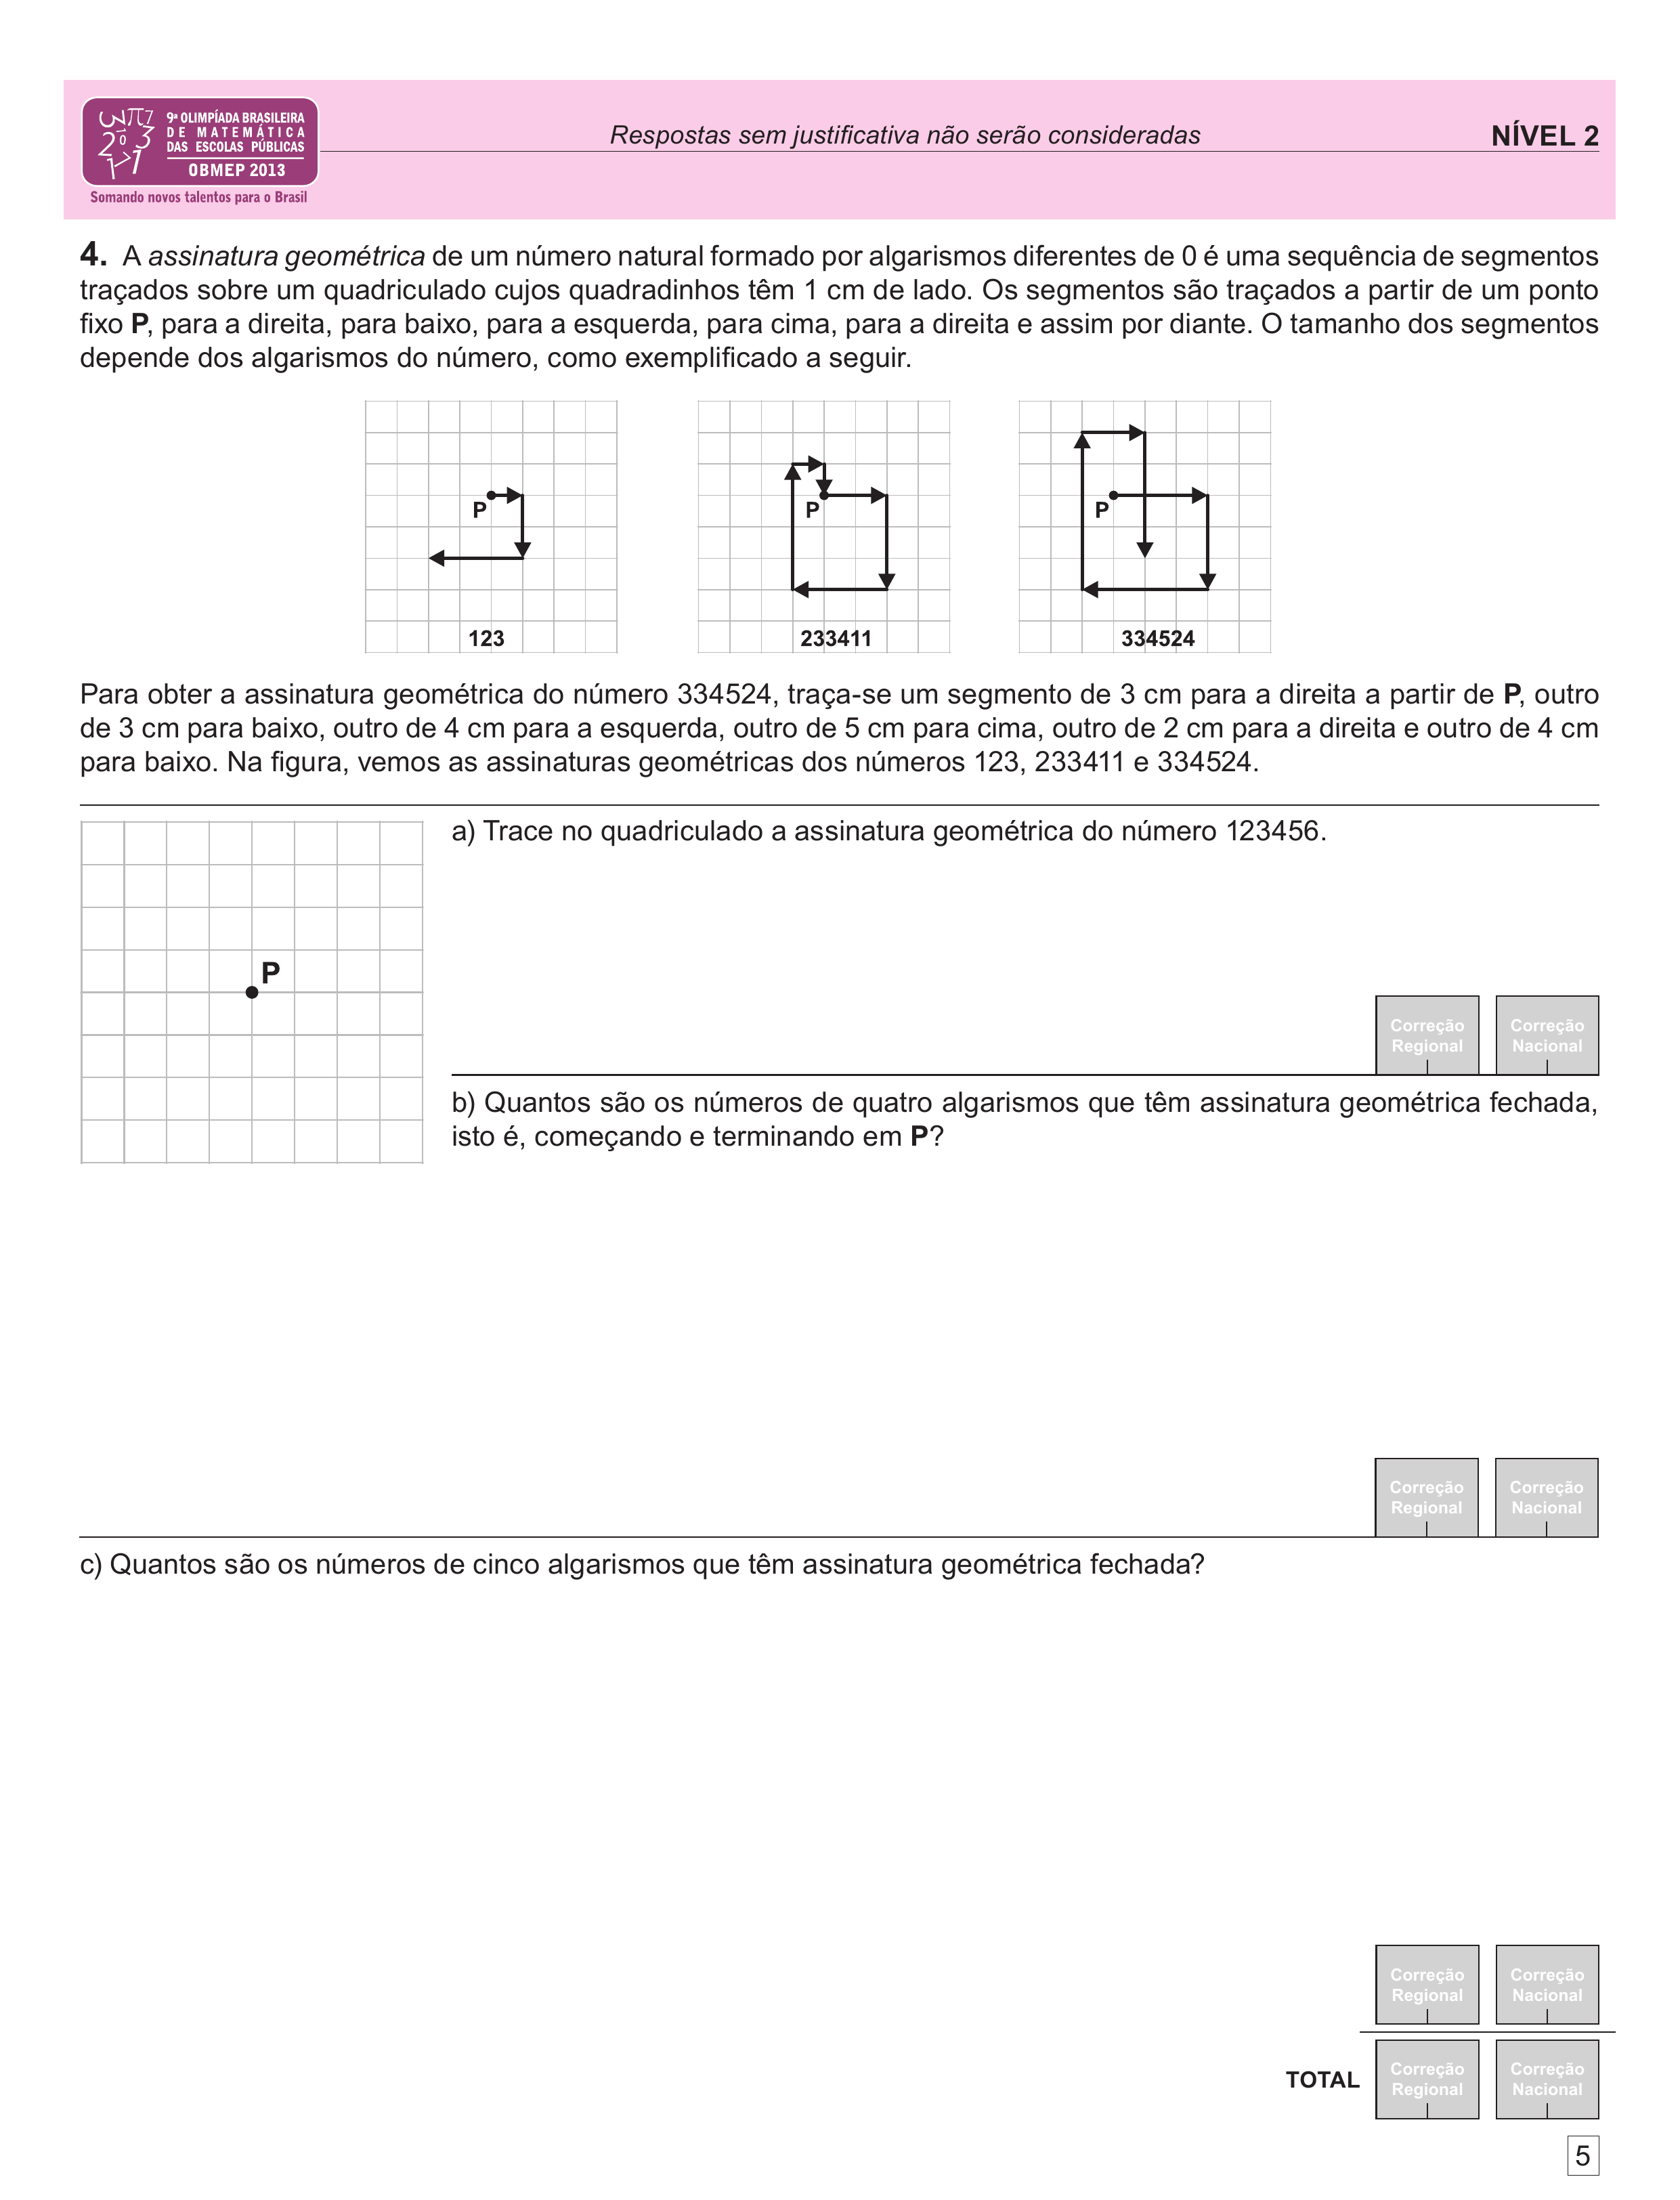 9ª OLIMPÍADA BRASILEIRA
DE MATEMÁTICA
DAS ESCOLAS PÚBLICAS
OBMEP 2013
Somando novos talentos para o Brasil
Respostas sem justificativa não serão consideradas
NÍVEL 2
4. A assinatura geométrica de um número natural formado por algarismos diferentes de 0 é uma sequência de segmentos
traçados sobre um quadriculado cujos quadradinhos têm 1 cm de lado. Os segmentos são traçados a partir de um ponto
fixo P, para a direita, para baixo, para a esquerda, para cima, para a direita e assim por diante. O tamanho dos segmentos
depende dos algarismos do número, como exemplificado a seguir.
P
P
P
123
233411
334524
Para obter a assinatura geométrica do número 334524, traça-se um segmento de 3 cm para a direita a partir de P, outro
de 3 cm para baixo, outro de 4 cm para a esquerda, outro de 5 cm para cima, outro de 2 cm para a direita e outro de 4 cm
para baixo. Na figura, vemos as assinaturas geométricas dos números 123, 233411 e 334524.
P
a) Trace no quadriculado a assinatura geométrica do número 123456.
Correção
Regional
Correção
Nacional
b) Quantos são os números de quatro algarismos que têm assinatura geométrica fechada,
isto é, começando e terminando em P?
Correção
Regional
Correção
Nacional
c) Quantos são os números de cinco algarismos que têm assinatura geométrica fechada?
Correção
Regional
Correção
Nacional
TOTAL
Correção
Regional
Correção
Nacional
5